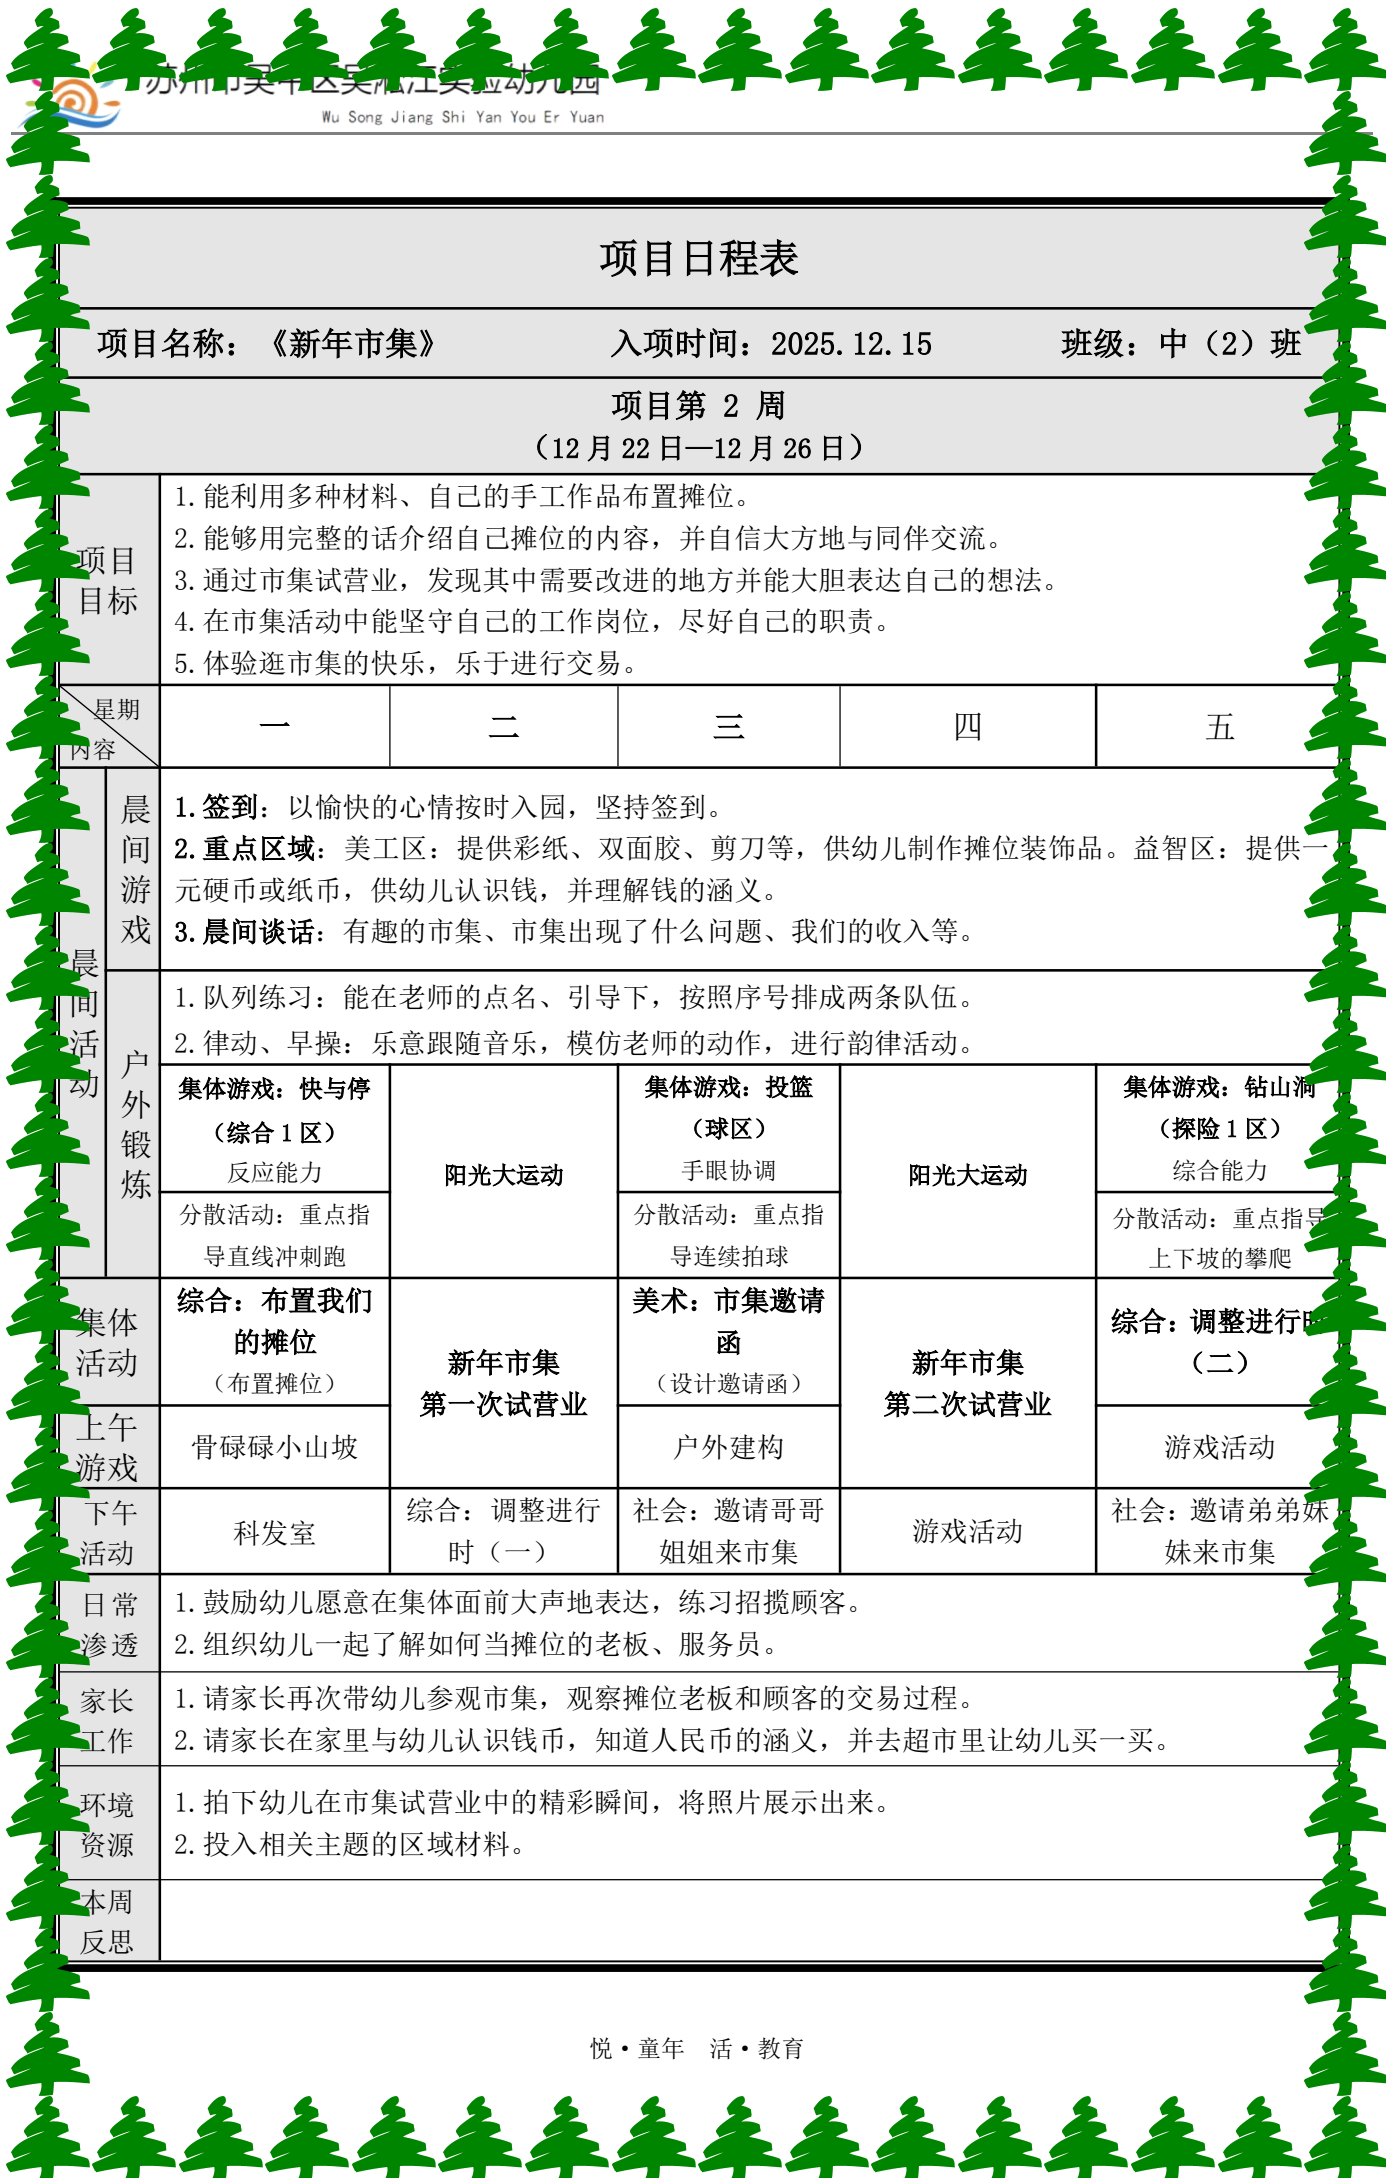 苏州市吴中区吴淞江实验幼儿园
Wu Song Jiang Shi Yan You Er Yuan
项目日程表
项目名称：《新年市集》 入项时间：2025.12.15 班级：中（2）班
项目第 2 周
（12月22日—12月26日）
项目
目标
1.能利用多种材料、自己的手工作品布置摊位。
2.能够用完整的话介绍自己摊位的内容，并自信大方地与同伴交流。
3.通过市集试营业，发现其中需要改进的地方并能大胆表达自己的想法。
4.在市集活动中能坚守自己的工作岗位，尽好自己的职责。
5.体验逛市集的快乐，乐于进行交易。
星期
内容
一 二 三 四 五
晨间活动
晨间游戏
1.签到：以愉快的心情按时入园，坚持签到。
2.重点区域：美工区：提供彩纸、双面胶、剪刀等，供幼儿制作摊位装饰品。益智区：提供一
元硬币或纸币，供幼儿认识钱，并理解钱的涵义。
3.晨间谈话：有趣的市集、市集出现了什么问题、我们的收入等。
户外锻炼
1.队列练习：能在老师的点名、引导下，按照序号排成两条队伍。
2.律动、早操：乐意跟随音乐，模仿老师的动作，进行韵律活动。
集体游戏：快与停
（综合1区）
反应能力
分散活动：重点指
导直线冲刺跑
阳光大运动
集体游戏：投篮
（球区）
手眼协调
分散活动：重点指
导连续拍球
阳光大运动
集体游戏：钻山洞
（探险1区）
综合能力
分散活动：重点指导
上下坡的攀爬
集体
活动
综合：布置我们
的摊位
（布置摊位）
新年市集
第一次试营业
美术：市集邀请
函
（设计邀请函）
新年市集
第二次试营业
综合：调整进行时
（二）
上午
游戏
骨碌碌小山坡
户外建构
游戏活动
下午
活动
科发室
综合：调整进行
时（一）
社会：邀请哥哥
姐姐来市集
游戏活动
社会：邀请弟弟妹
妹来市集
日常
渗透
1.鼓励幼儿愿意在集体面前大声地表达，练习招揽顾客。
2.组织幼儿一起了解如何当摊位的老板、服务员。
家长
工作
1.请家长再次带幼儿参观市集，观察摊位老板和顾客的交易过程。
2.请家长在家里与幼儿认识钱币，知道人民币的涵义，并去超市里让幼儿买一买。
环境
资源
1.拍下幼儿在市集试营业中的精彩瞬间，将照片展示出来。
2.投入相关主题的区域材料。
本周
反思
悦·童年 活·教育